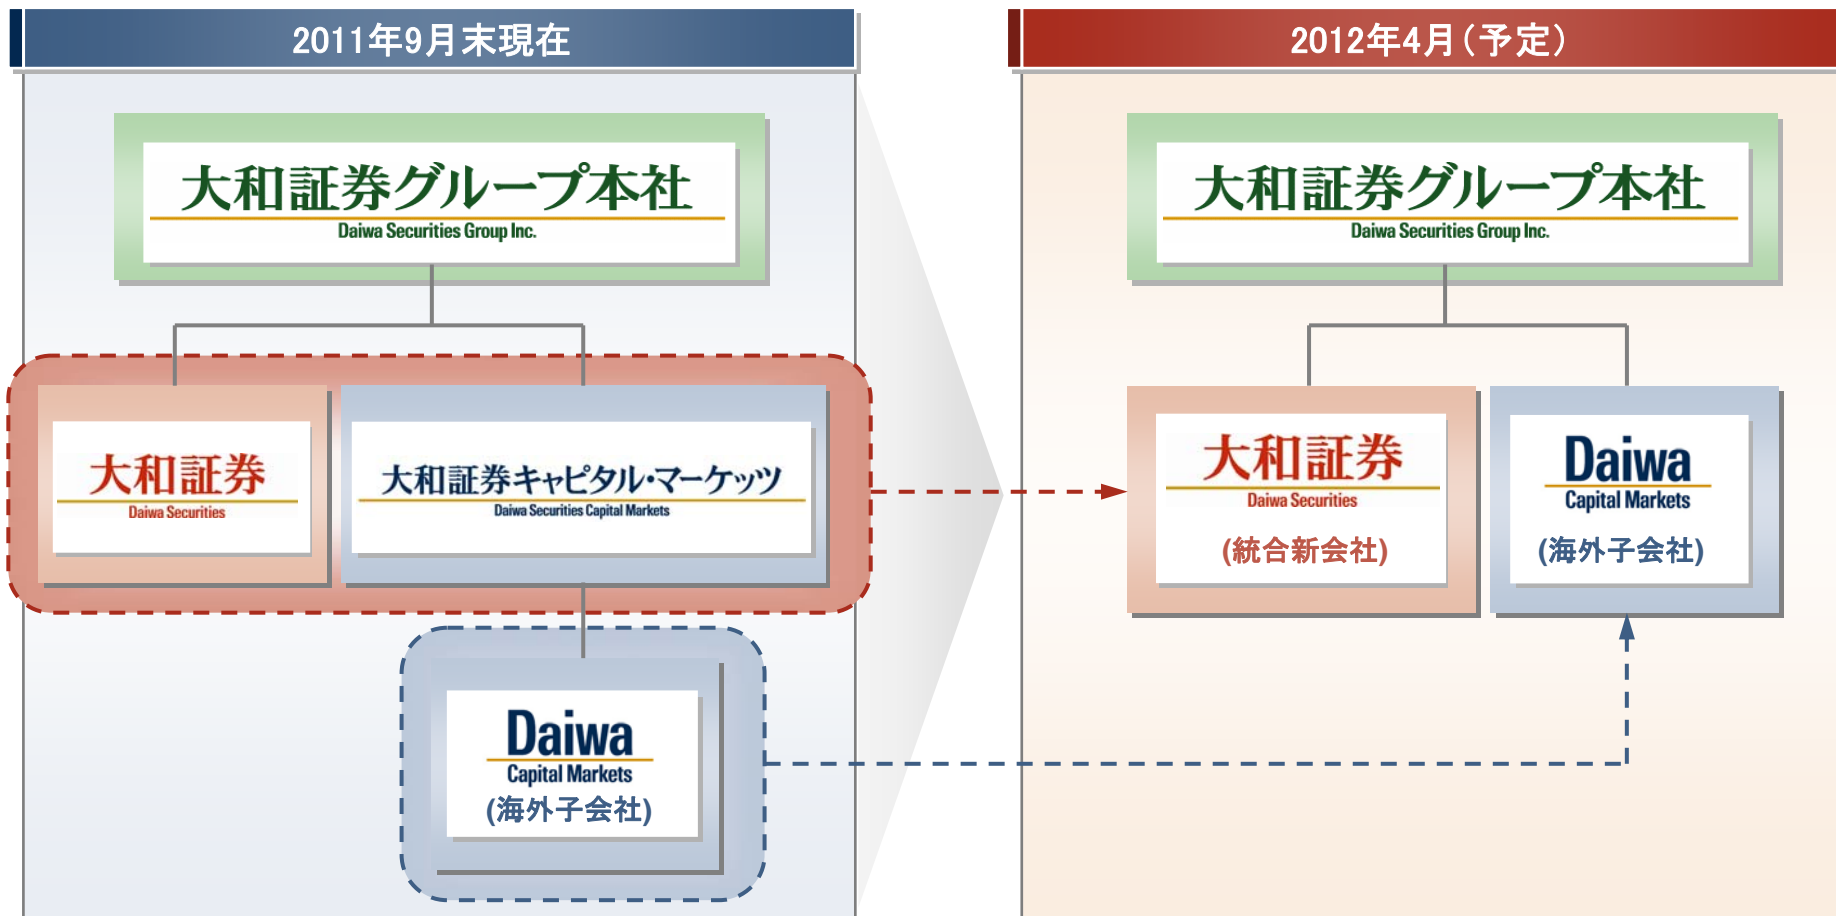 2011年9月末現在
大和証券グループ本社
Daiwa Securities Group Inc.
大和証券
Daiwa Securities
大和証券キャピタル・マーケッツ
Daiwa Securities Capital Markets
Daiwa
Capital Markets
(海外子会社)
2012年4月(予定)
大和証券グループ本社
Daiwa Securities Group Inc.
大和証券
Daiwa Securities
(統合新会社)
Daiwa
Capital Markets
(海外子会社)